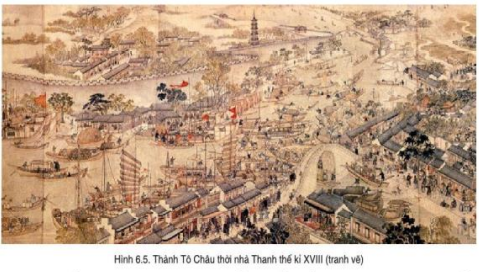 Hình 6.5. Thành Tô Châu thời nhà Thanh thế kỉ XVIII (tranh vẽ)